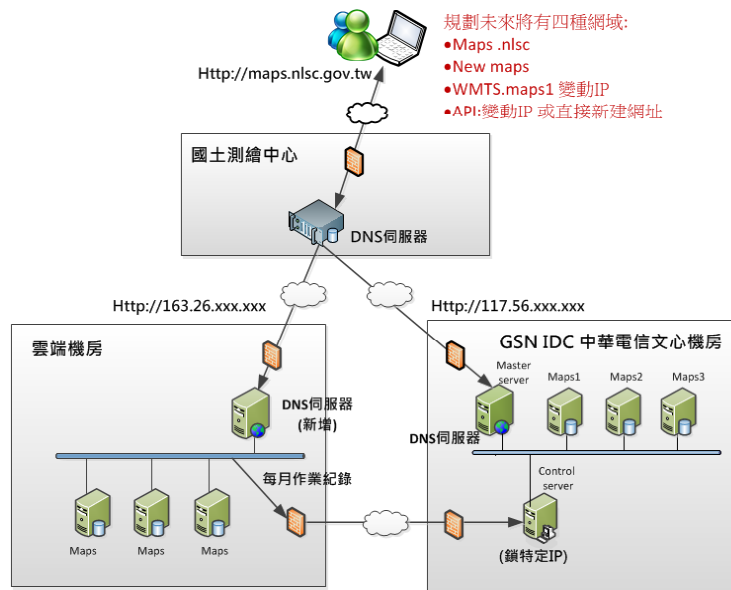 規劃未來將有四種網域:
•Maps .nlsc
•New maps
•WMTS.maps1 變動IP
•API:變動IP 或直接新建網址
Http://maps.nlsc.gov.tw
國土測繪中心
DNS伺服器
Http://163.26.xxx.xxx
Http://117.56.xxx.xxx
雲端機房
DNS伺服器
(新增)
每月作業紀錄
Maps
Maps
Maps
GSN IDC 中華電信文心機房
Master
server
Maps1
Maps2
Maps3
DNS伺服器
Control
server
(鎖特定IP)